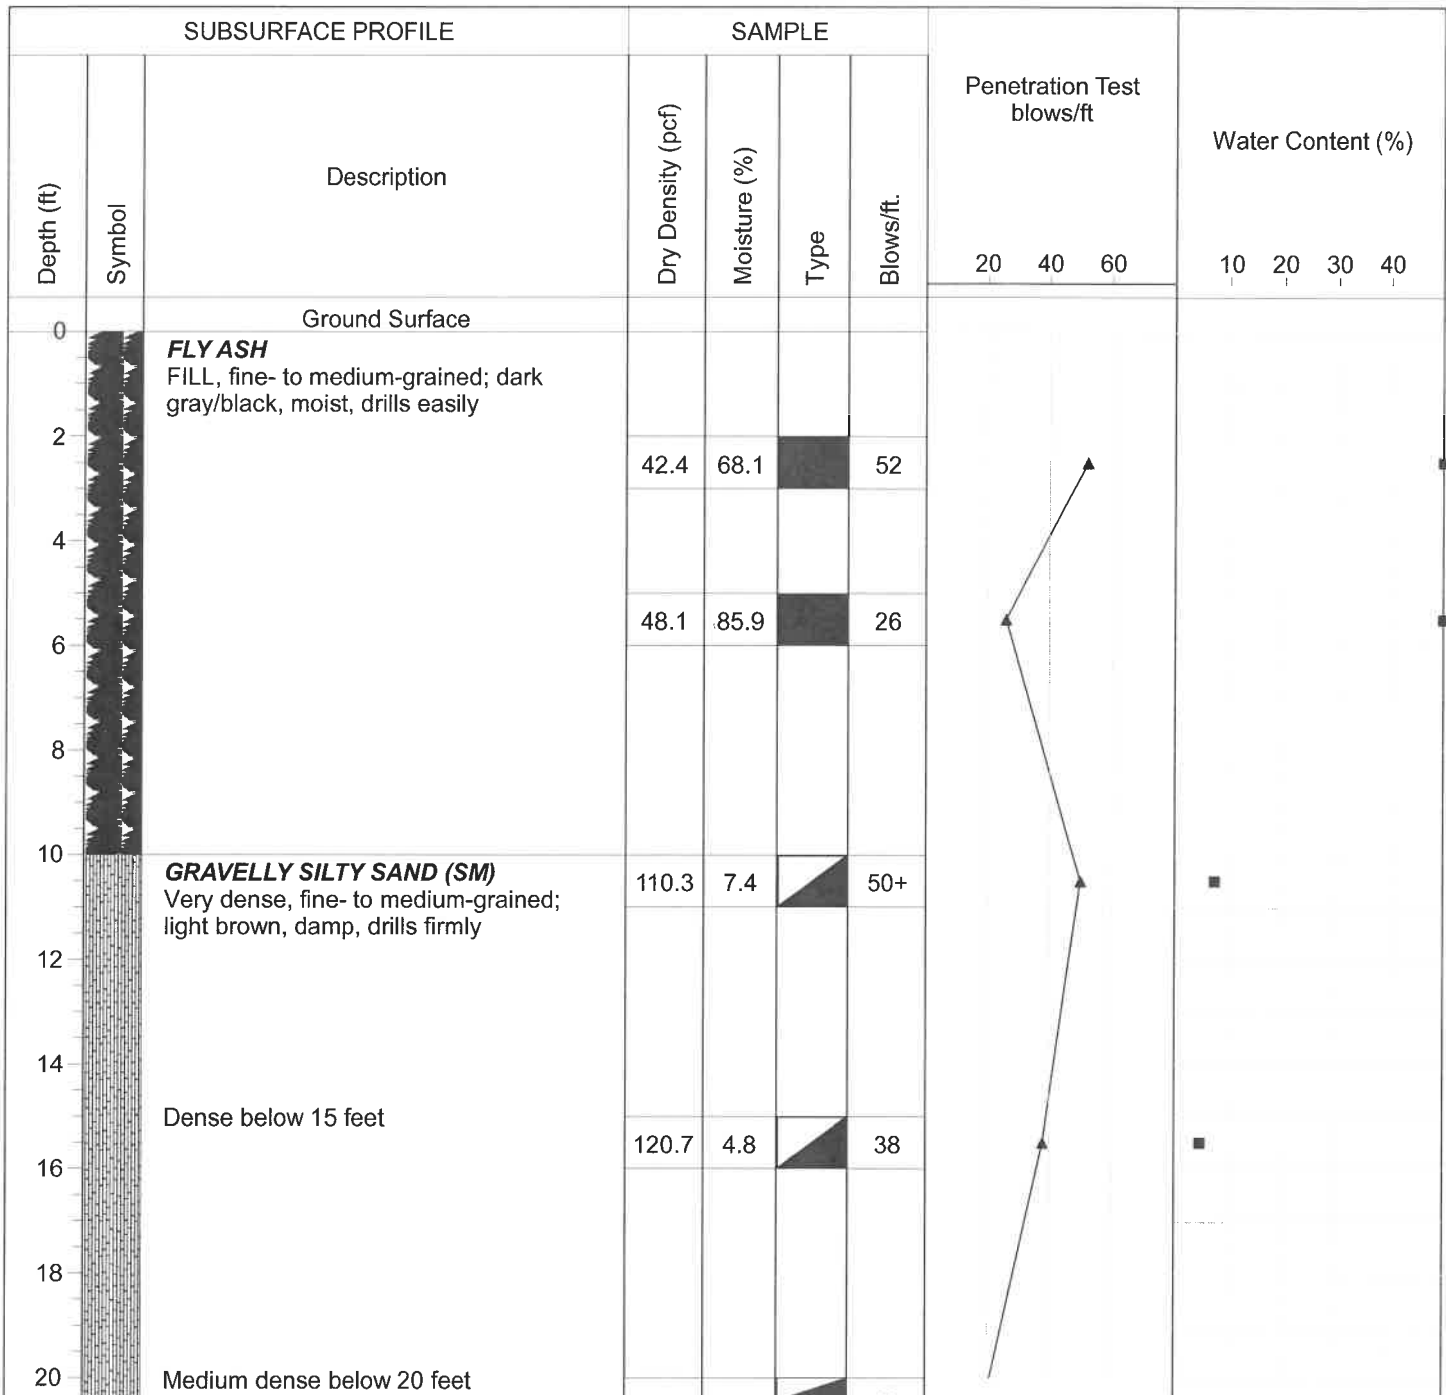 SUBSURFACE PROFILE
SAMPLE
Depth (ft)
Symbol
Description
Dry Density (pcf)
Moisture (%)
Type
Blows/ft.
Penetration Test
blows/ft
20 40 60
Water Content (%)
10 20 30 40
0
Ground Surface
FLY ASH
FILL, fine- to medium-grained; dark
gray/black, moist, drills easily
2
42.4 68.1 52
4
48.1 85.9 26
6
8
10
GRAVELLY SILTY SAND (SM)
110.3 7.4 50+
Very dense, fine- to medium-grained;
light brown, damp, drills firmly
12
14
Dense below 15 feet
120.7 4.8 38
16
18
20
Medium dense below 20 feet